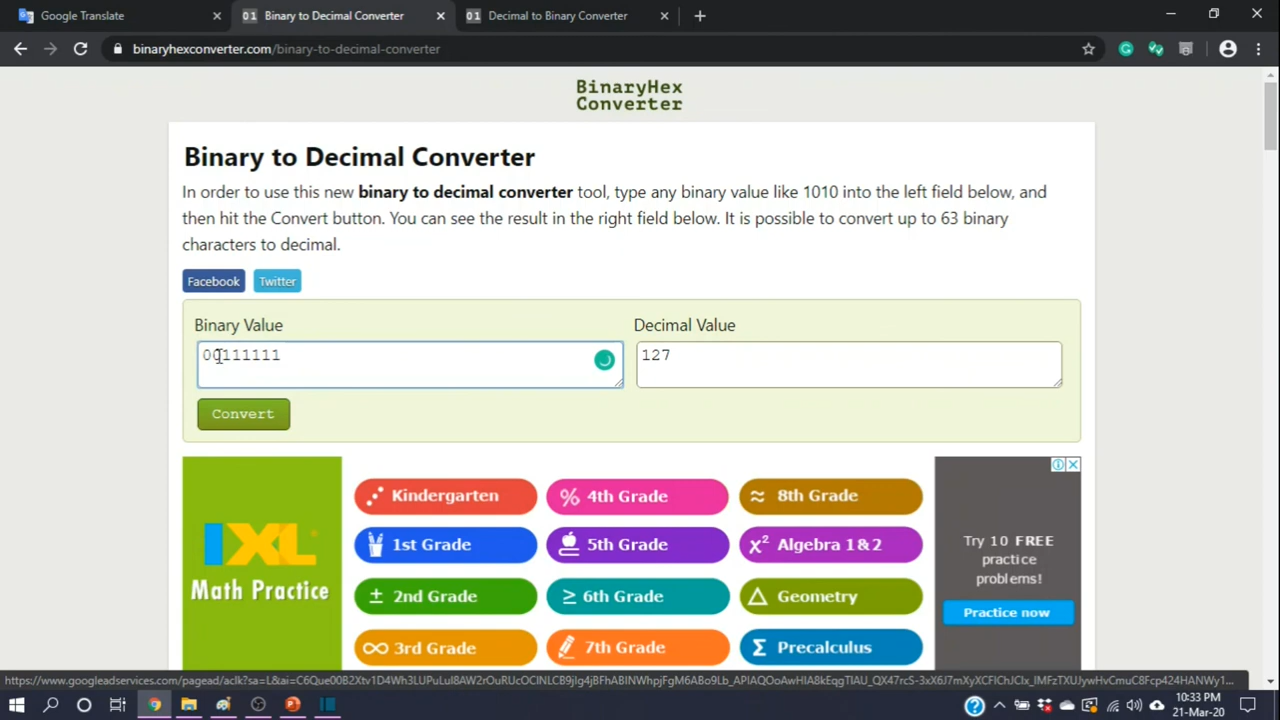 Google Translate
01 Binary to Decimal Converter
01 Decimal to Binary Converter
binaryhexconverter.com/binary-to-decimal-converter
BinaryHex
Converter
Binary to Decimal Converter
In order to use this new binary to decimal converter tool, type any binary value like 1010 into the left field below, and
then hit the Convert button. You can see the result in the right field below. It is possible to convert up to 63 binary
characters to decimal.
Facebook Twitter
Binary Value
Decimal Value
00111111
127
Convert
IXL
Math Practice
Kindergarten
% 4th Grade
≈ 8th Grade
1st Grade
5th Grade
x² Algebra 1&2
± 2nd Grade
≥ 6th Grade
Geometry
∞ 3rd Grade
7th Grade
Σ Precalculus
Try 10 FREE
practice
problems!
Practice now
10:33 PM
21-Mar-20